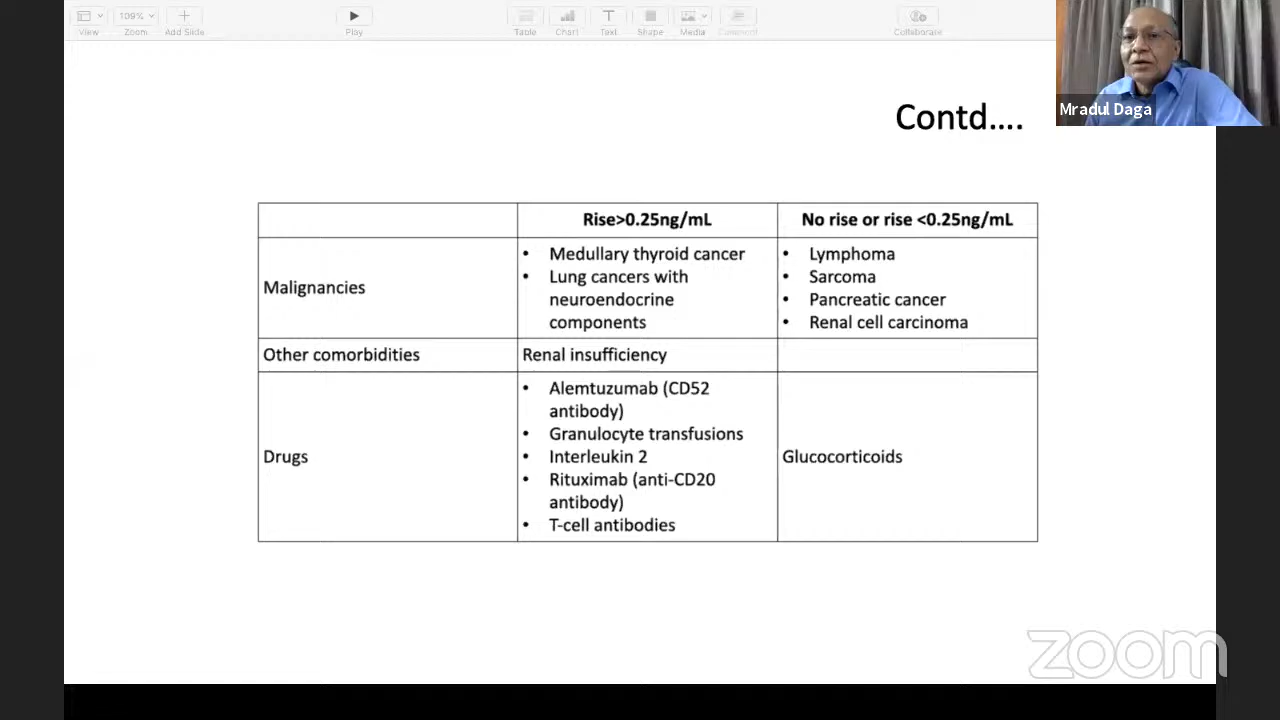 109%
View
Zoom
Add Slide
Play
Table
Chart
Text
Shape
Media
Comment
Collaborate
Mradul Daga
Contd....
Rise>0.25ng/mL
No rise or rise <0.25ng/mL
Malignancies
• Medullary thyroid cancer
• Lung cancers with
neuroendocrine
components
• Lymphoma
• Sarcoma
• Pancreatic cancer
• Renal cell carcinoma
Other comorbidities
Renal insufficiency
Drugs
• Alemtuzumab (CD52
antibody)
• Granulocyte transfusions
• Interleukin 2
• Rituximab (anti-CD20
antibody)
• T-cell antibodies
Glucocorticoids
zoom